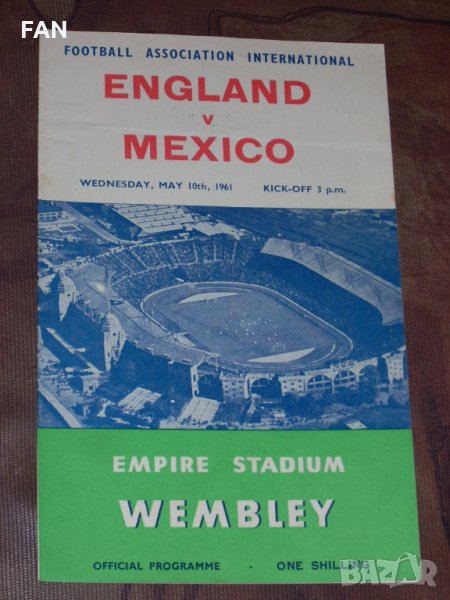 FAN
FOOTBALL ASSOCIATION INTERNATIONAL
ENGLAND
v
MEXICO
WEDNESDAY, MAY 10th, 1961 KICK-OFF 3 p.m.
EMPIRE STADIUM
WEMBLEY
OFFICIAL PROGRAMME · ONE SHILLING
BAZAR